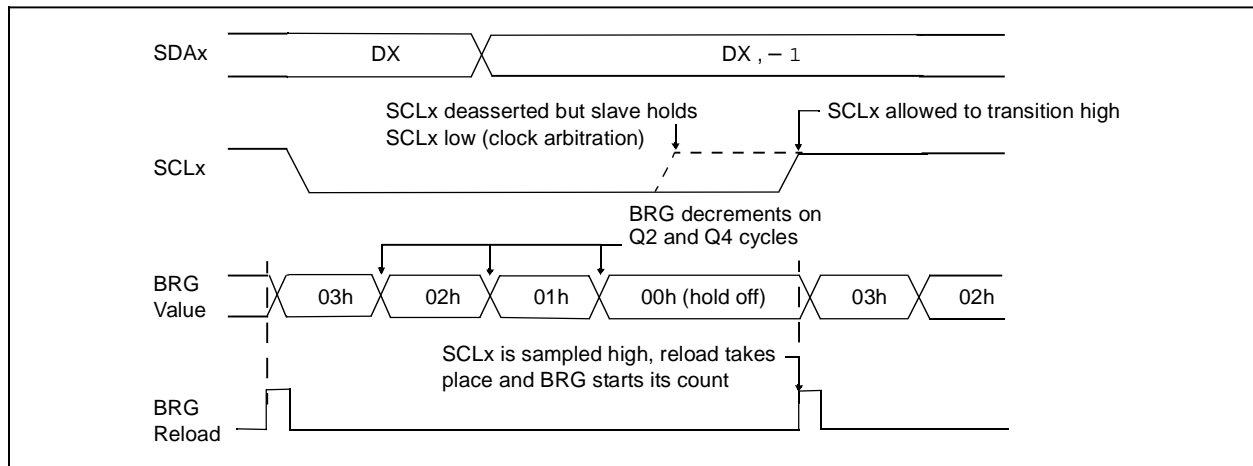 SDAx
DX
DX , – 1
SCLx deasserted but slave holds
SCLx low (clock arbitration)
SCLx allowed to transition high
SCLx
BRG decrements on
Q2 and Q4 cycles
BRG
Value
03h
02h
01h
00h (hold off)
03h
02h
SCLx is sampled high, reload takes
place and BRG starts its count
BRG
Reload